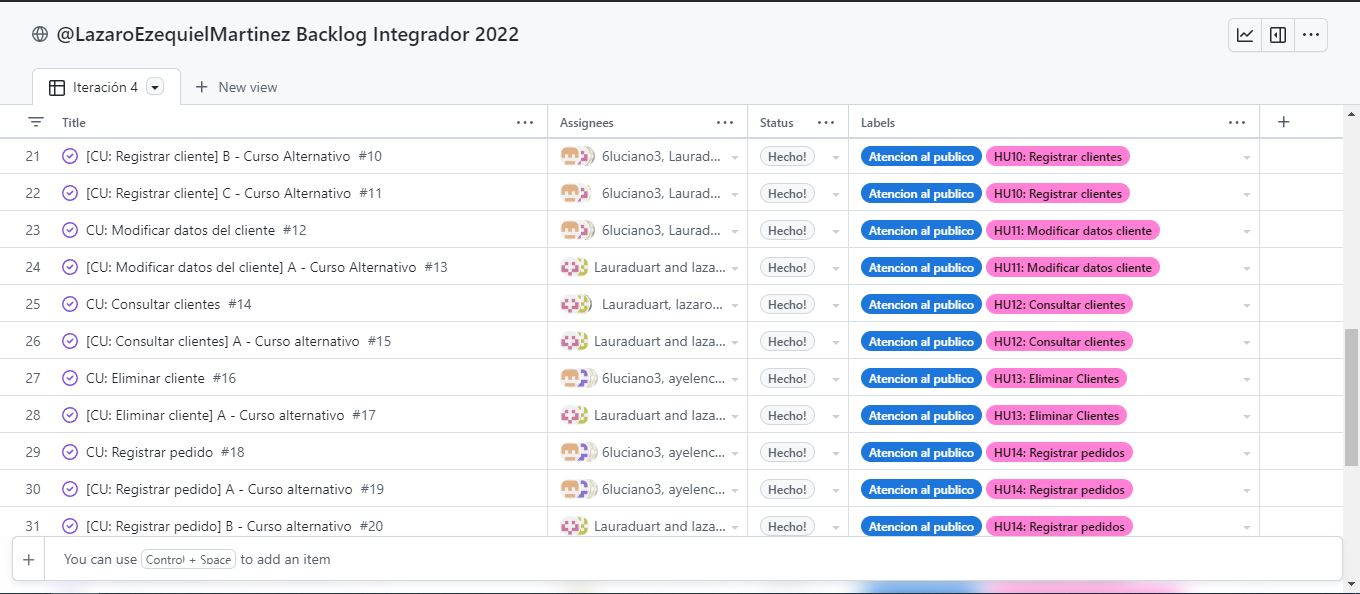 @LazaroEzequielMartinez Backlog Integrador 2022
Iteración 4 New view
Title Assignees Status Labels
21 [CU: Registrar cliente] B - Curso Alternativo #10 6luciano3, Laurad... Hecho! Atencion al publico HU10: Registrar clientes
22 [CU: Registrar cliente] C - Curso Alternativo #11 6luciano3, Laurad... Hecho! Atencion al publico HU10: Registrar clientes
23 CU: Modificar datos del cliente #12 6luciano3, Laurad... Hecho! Atencion al publico HU11: Modificar datos cliente
24 [CU: Modificar datos del cliente] A - Curso Alternativo #13 Lauraduart and laza... Hecho! Atencion al publico HU11: Modificar datos cliente
25 CU: Consultar clientes #14 Lauraduart, lazaro... Hecho! Atencion al publico HU12: Consultar clientes
26 [CU: Consultar clientes] A - Curso alternativo #15 Lauraduart and laza... Hecho! Atencion al publico HU12: Consultar clientes
27 CU: Eliminar cliente #16 6luciano3, ayelenc... Hecho! Atencion al publico HU13: Eliminar Clientes
28 [CU: Eliminar cliente] A - Curso alternativo #17 Lauraduart and laza... Hecho! Atencion al publico HU13: Eliminar Clientes
29 CU: Registrar pedido #18 6luciano3, ayelenc... Hecho! Atencion al publico HU14: Registrar pedidos
30 [CU: Registrar pedido] A - Curso alternativo #19 6luciano3, ayelenc... Hecho! Atencion al publico HU14: Registrar pedidos
31 [CU: Registrar pedido] B - Curso alternativo #20 Lauraduart and laza... Hecho! Atencion al publico HU14: Registrar pedidos
You can use Control + Space to add an item